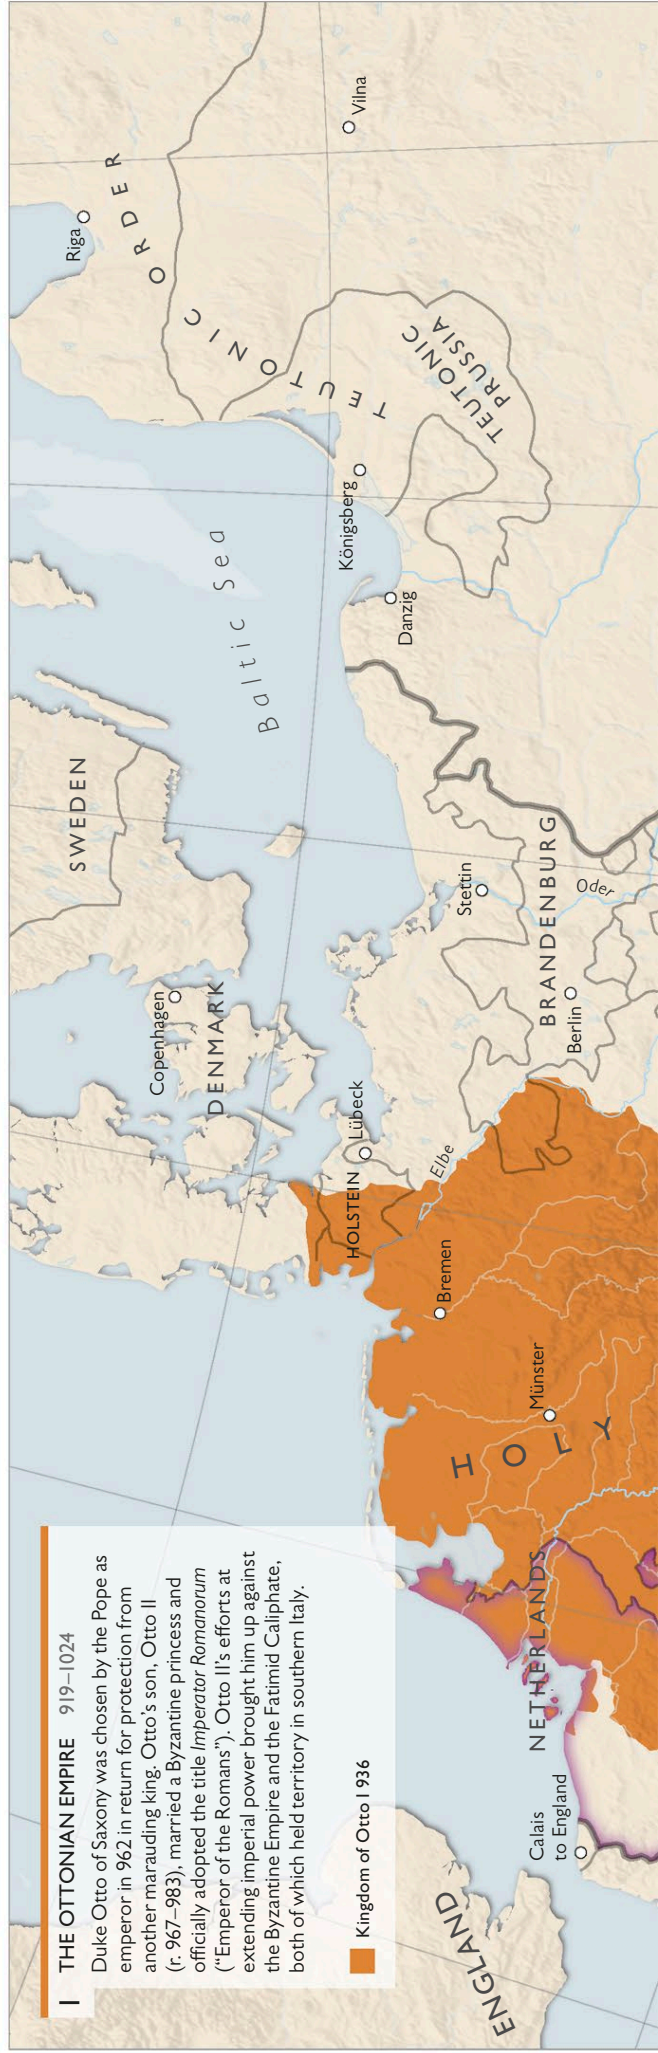 1 THE OTTONIAN EMPIRE 919–1024
Duke Otto of Saxony was chosen by the Pope as
emperor in 962 in return for protection from
another marauding king. Otto's son, Otto II
(r. 967–983), married a Byzantine princess and
officially adopted the title Imperator Romanorum
("Emperor of the Romans"). Otto II's efforts at
extending imperial power brought him up against
the Byzantine Empire and the Fatimid Caliphate,
both of which held territory in southern Italy.
Kingdom of Otto I 936
ENGLAND
Calais
to England
NETHERLANDS
HOLY
Münster
Bremen
HOLSTEIN
Lübeck
Elbe
Copenhagen
DENMARK
SWEDEN
Baltic Sea
Stettin
BRANDENBURG
Berlin
Oder
Danzig
Königsberg
TEUTONIC ORDER
TEUTONIC
PRUSSIA
Riga
Vilna